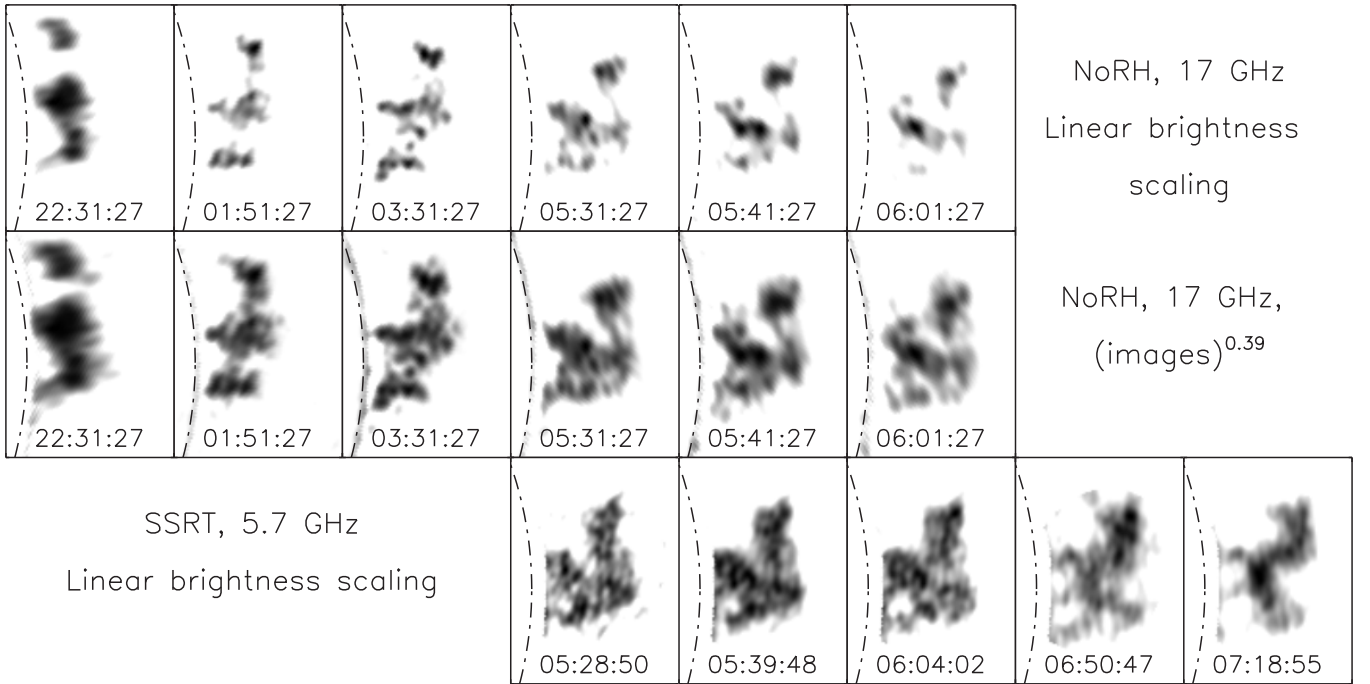 NoRH, 17 GHz
Linear brightness
scaling
22:31:27 01:51:27 03:31:27 05:31:27 05:41:27 06:01:27
NoRH, 17 GHz,
(images)^0.39
22:31:27 01:51:27 03:31:27 05:31:27 05:41:27 06:01:27
SSRT, 5.7 GHz
Linear brightness scaling
05:28:50 05:39:48 06:04:02 06:50:47 07:18:55